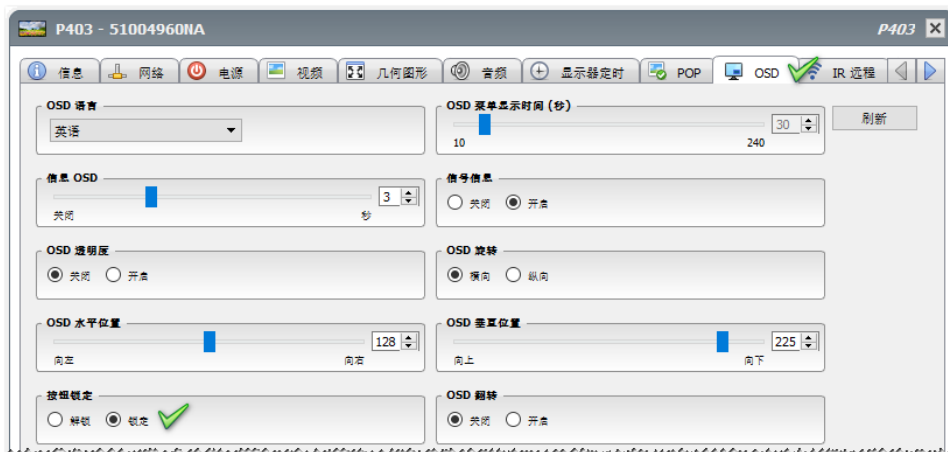 P403 - 51004960NA
P403
信息 网络 电源 视频 几何图形 音频 显示器定时 POP OSD IR 远程
OSD 语言
英语
OSD 菜单显示时间 (秒)
30
10 240
刷新
信息 OSD
3
关闭 秒
信号信息
关闭 开启
OSD 透明度
关闭 开启
OSD 旋转
横向 纵向
OSD 水平位置
128
向左 向右
OSD 垂直位置
225
向上 向下
按钮锁定
解锁 锁定
OSD 翻转
关闭 开启